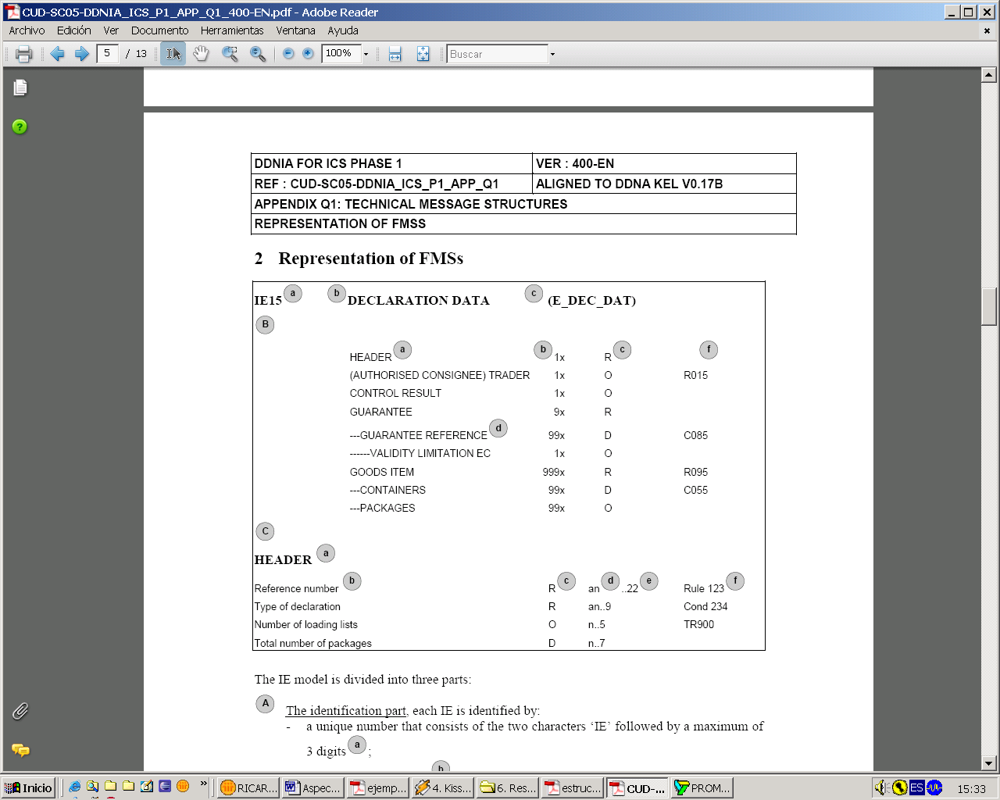 CUD-SC05-DDNIA_ICS_P1_APP_Q1_400-EN.pdf - Adobe Reader
Archivo Edición Ver Documento Herramientas Ventana Ayuda
5 / 13 100% Buscar
DDNIA FOR ICS PHASE 1 VER : 400-EN
REF : CUD-SC05-DDNIA_ICS_P1_APP_Q1 ALIGNED TO DDNA KEL V0.17B
APPENDIX Q1: TECHNICAL MESSAGE STRUCTURES
REPRESENTATION OF FMSS
2 Representation of FMSs
IE15 a b DECLARATION DATA c (E_DEC_DAT)
B
HEADER a b 1x R c f
(AUTHORISED CONSIGNEE) TRADER 1x O R015
CONTROL RESULT 1x O
GUARANTEE 9x R
---GUARANTEE REFERENCE d 99x D C085
------VALIDITY LIMITATION EC 1x O
GOODS ITEM 999x R R095
---CONTAINERS 99x D C055
---PACKAGES 99x O
C
HEADER a
Reference number b R c an d ..22 e Rule 123 f
Type of declaration R an..9 Cond 234
Number of loading lists O n..5 TR900
Total number of packages D n..7
The IE model is divided into three parts:
A The identification part, each IE is identified by:
- a unique number that consists of the two characters ‘IE’ followed by a maximum of
3 digits a ;
b
Inicio » RICAR... Aspec... ejemp... 4. Kiss... 6. Res... estruc... CUD-... PROM... ES 15:33